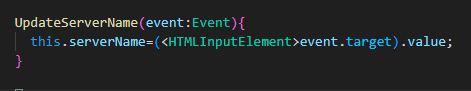 UpdateServerName(event:Event){
this.serverName=(<HTMLInputElement>event.target).value;
}